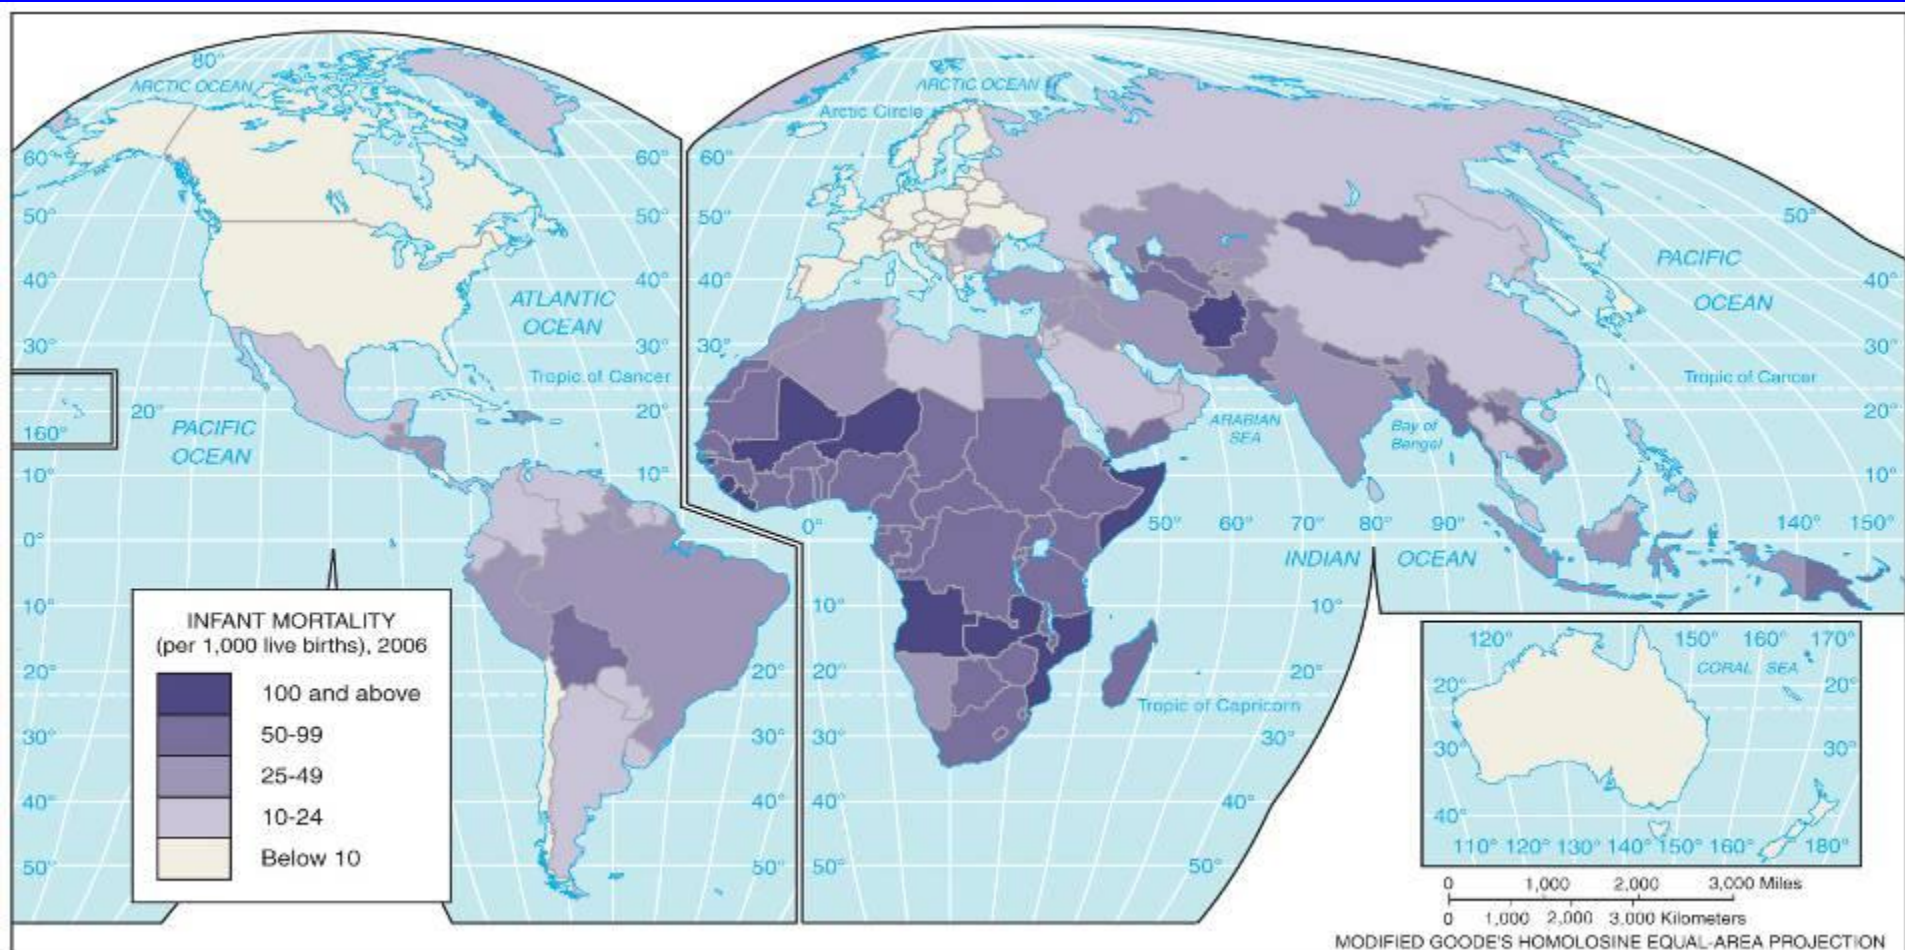 80°
ARCTIC OCEAN
ARCTIC OCEAN
Arctic Circle
60°
60°
60°
50°
50°
50°
50°
40°
40°
40°
40°
ATLANTIC
OCEAN
PACIFIC
OCEAN
30°
30°
30°
30°
Tropic of Cancer
Tropic of Cancer
160°
20°
20°
20°
PACIFIC
OCEAN
ARABIAN
SEA
Bay of
Bengel
10°
10°
10°
0°
0°
50°
60°
70°
80°
90°
140°
150°
INDIAN
OCEAN
10°
10°
10°
20°
20°
20°
20°
Tropic of Capricorn
30°
30°
30°
30°
40°
40°
40°
40°
50°
50°
50°
50°
INFANT MORTALITY
(per 1,000 live births), 2006
100 and above
50-99
25-49
10-24
Below 10
120°
150°
160°
170°
CORAL SEA
20°
20°
30°
30°
40°
110°
120°
130°
140°
150°
160°
180°
0 1,000 2,000 3,000 Miles
0 1,000 2,000 3,000 Kilometers
MODIFIED GOODE'S HOMOLOSINE EQUAL-AREA PROJECTION